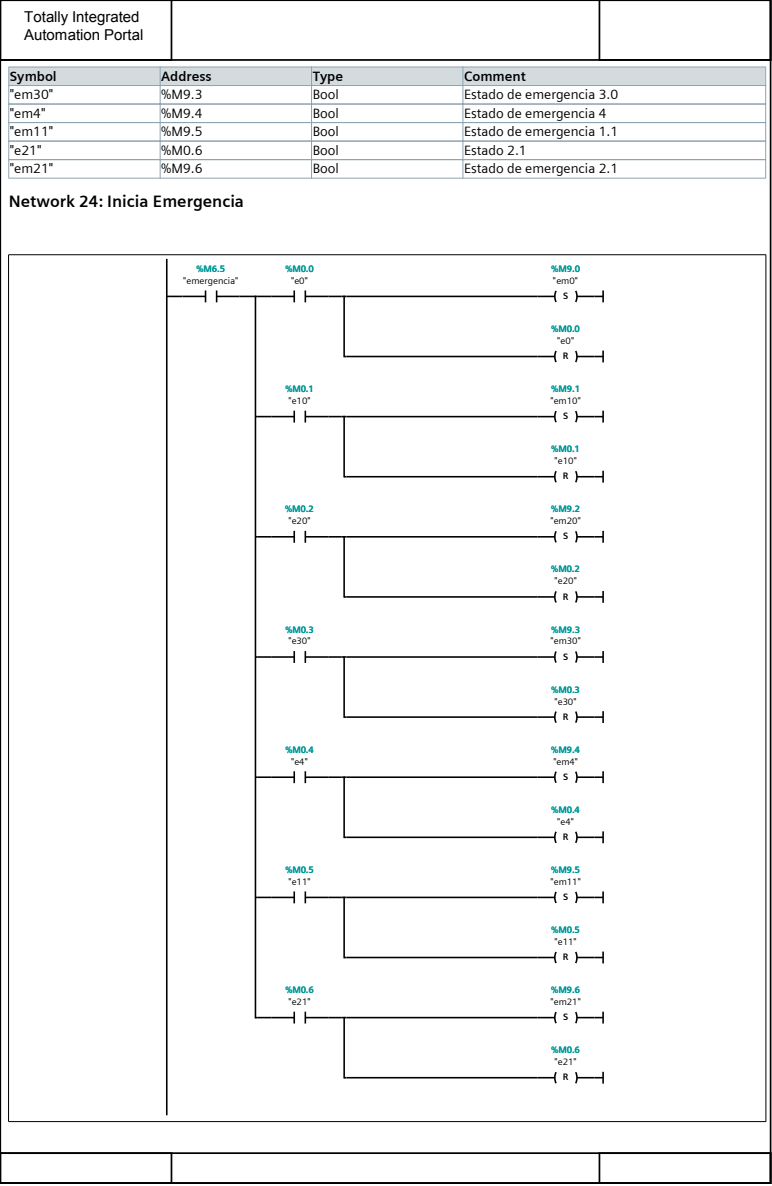 Totally Integrated
Automation Portal
Symbol Address Type Comment
"em30" %M9.3 Bool Estado de emergencia 3.0
"em4" %M9.4 Bool Estado de emergencia 4
"em11" %M9.5 Bool Estado de emergencia 1.1
"e21" %M0.6 Bool Estado 2.1
"em21" %M9.6 Bool Estado de emergencia 2.1
Network 24: Inicia Emergencia
%M6.5 %M0.0 %M9.0
"emergencia" "e0" "em0"
S
%M0.0
"e0"
R
%M0.1 %M9.1
"e10" "em10"
S
%M0.1
"e10"
R
%M0.2 %M9.2
"e20" "em20"
S
%M0.2
"e20"
R
%M0.3 %M9.3
"e30" "em30"
S
%M0.3
"e30"
R
%M0.4 %M9.4
"e4" "em4"
S
%M0.4
"e4"
R
%M0.5 %M9.5
"e11" "em11"
S
%M0.5
"e11"
R
%M0.6 %M9.6
"e21" "em21"
S
%M0.6
"e21"
R